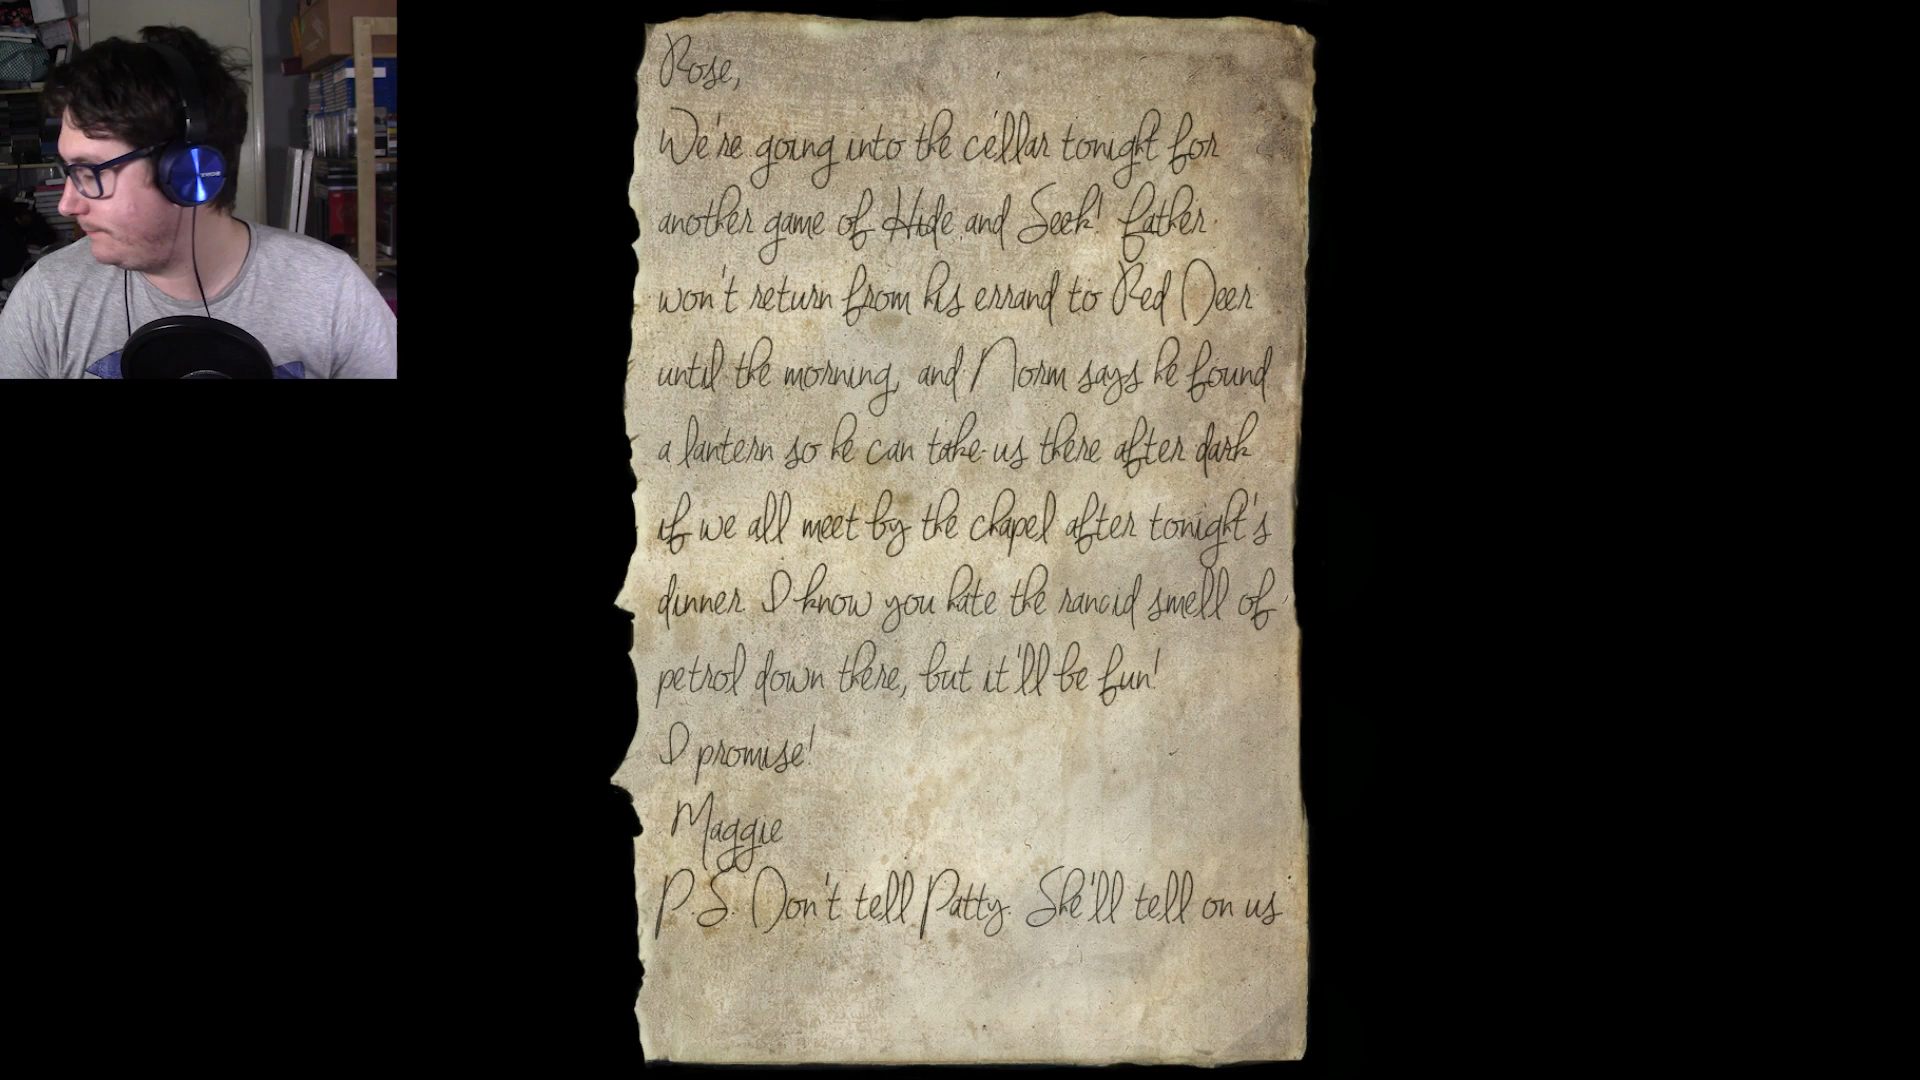 Rose,
We're going into the cellar tonight for
another game of Hide and Seek! Father
won't return from his errand to Red Deer
until the morning, and Norm says he found
a lantern so he can take us there after dark
if we all meet by the chapel after tonight's
dinner. I know you hate the rancid smell of
petrol down there, but it'll be fun!
I promise!
Maggie
P.S. Don't tell Patty. She'll tell on us
SONY